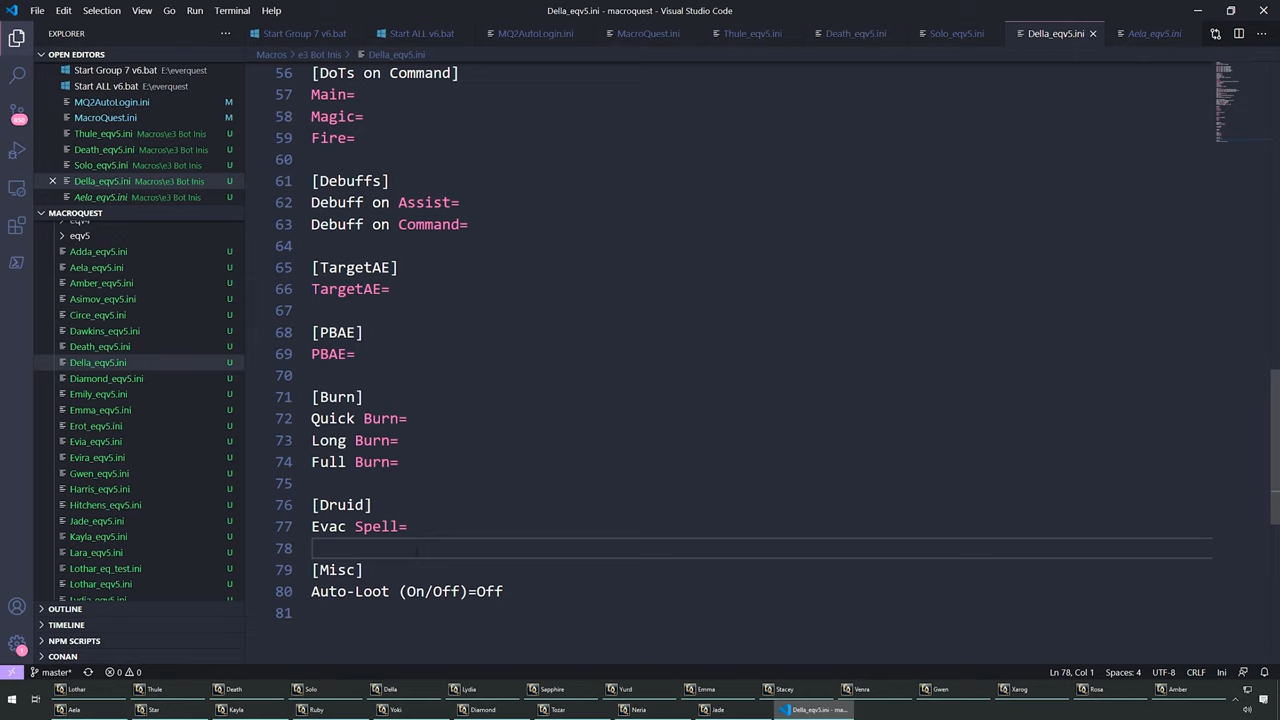 File Edit Selection View Go Run Terminal Help
Della_eqv5.ini - macroquest - Visual Studio Code
EXPLORER
Start Group 7 v6.bat
Start ALL v6.bat
MQ2AutoLogin.ini
MacroQuest.ini
Thule_eqv5.ini
Death_eqv5.ini
Solo_eqv5.ini
Della_eqv5.ini
Aela_eqv5.ini
OPEN EDITORS
Macros > e3 Bot Inis > Della_eqv5.ini
Start Group 7 v6.bat E:\everquest
Start ALL v6.bat E:\everquest
MQ2AutoLogin.ini M
MacroQuest.ini M
Thule_eqv5.ini Macros\e3 Bot Inis U
Death_eqv5.ini Macros\e3 Bot Inis U
Solo_eqv5.ini Macros\e3 Bot Inis U
Della_eqv5.ini Macros\e3 Bot Inis U
Aela_eqv5.ini Macros\e3 Bot Inis U
MACROQUEST
eqv4
eqv5
Adda_eqv5.ini U
Aela_eqv5.ini U
Amber_eqv5.ini U
Asimov_eqv5.ini U
Circe_eqv5.ini U
Dawkins_eqv5.ini U
Death_eqv5.ini U
Della_eqv5.ini U
Diamond_eqv5.ini U
Emily_eqv5.ini U
Emma_eqv5.ini U
Erot_eqv5.ini U
Evia_eqv5.ini U
Evira_eqv5.ini U
Gwen_eqv5.ini U
Harris_eqv5.ini U
Hitchens_eqv5.ini U
Jade_eqv5.ini U
Kayla_eqv5.ini U
Lara_eqv5.ini U
Lothar_eq_test.ini U
Lothar_eqv5.ini U
Lydia_eqv5.ini U
OUTLINE
TIMELINE
NPM SCRIPTS
CONAN
850
1
56 [DoTs on Command]
57 Main=
58 Magic=
59 Fire=
60
61 [Debuffs]
62 Debuff on Assist=
63 Debuff on Command=
64
65 [TargetAE]
66 TargetAE=
67
68 [PBAE]
69 PBAE=
70
71 [Burn]
72 Quick Burn=
73 Long Burn=
74 Full Burn=
75
76 [Druid]
77 Evac Spell=
78
79 [Misc]
80 Auto-Loot (On/Off)=Off
81
master* 0 0
Ln 78, Col 1 Spaces: 4 UTF-8 CRLF Ini
Lothar Thule Death Solo Della Lydia Sapphire Yurd Emma Stacey Venra Gwen Xarog Rosa Amber
Aela Star Kayla Ruby Yoki Diamond Tozar Neria Jade Della_eqv5.ini - ma...